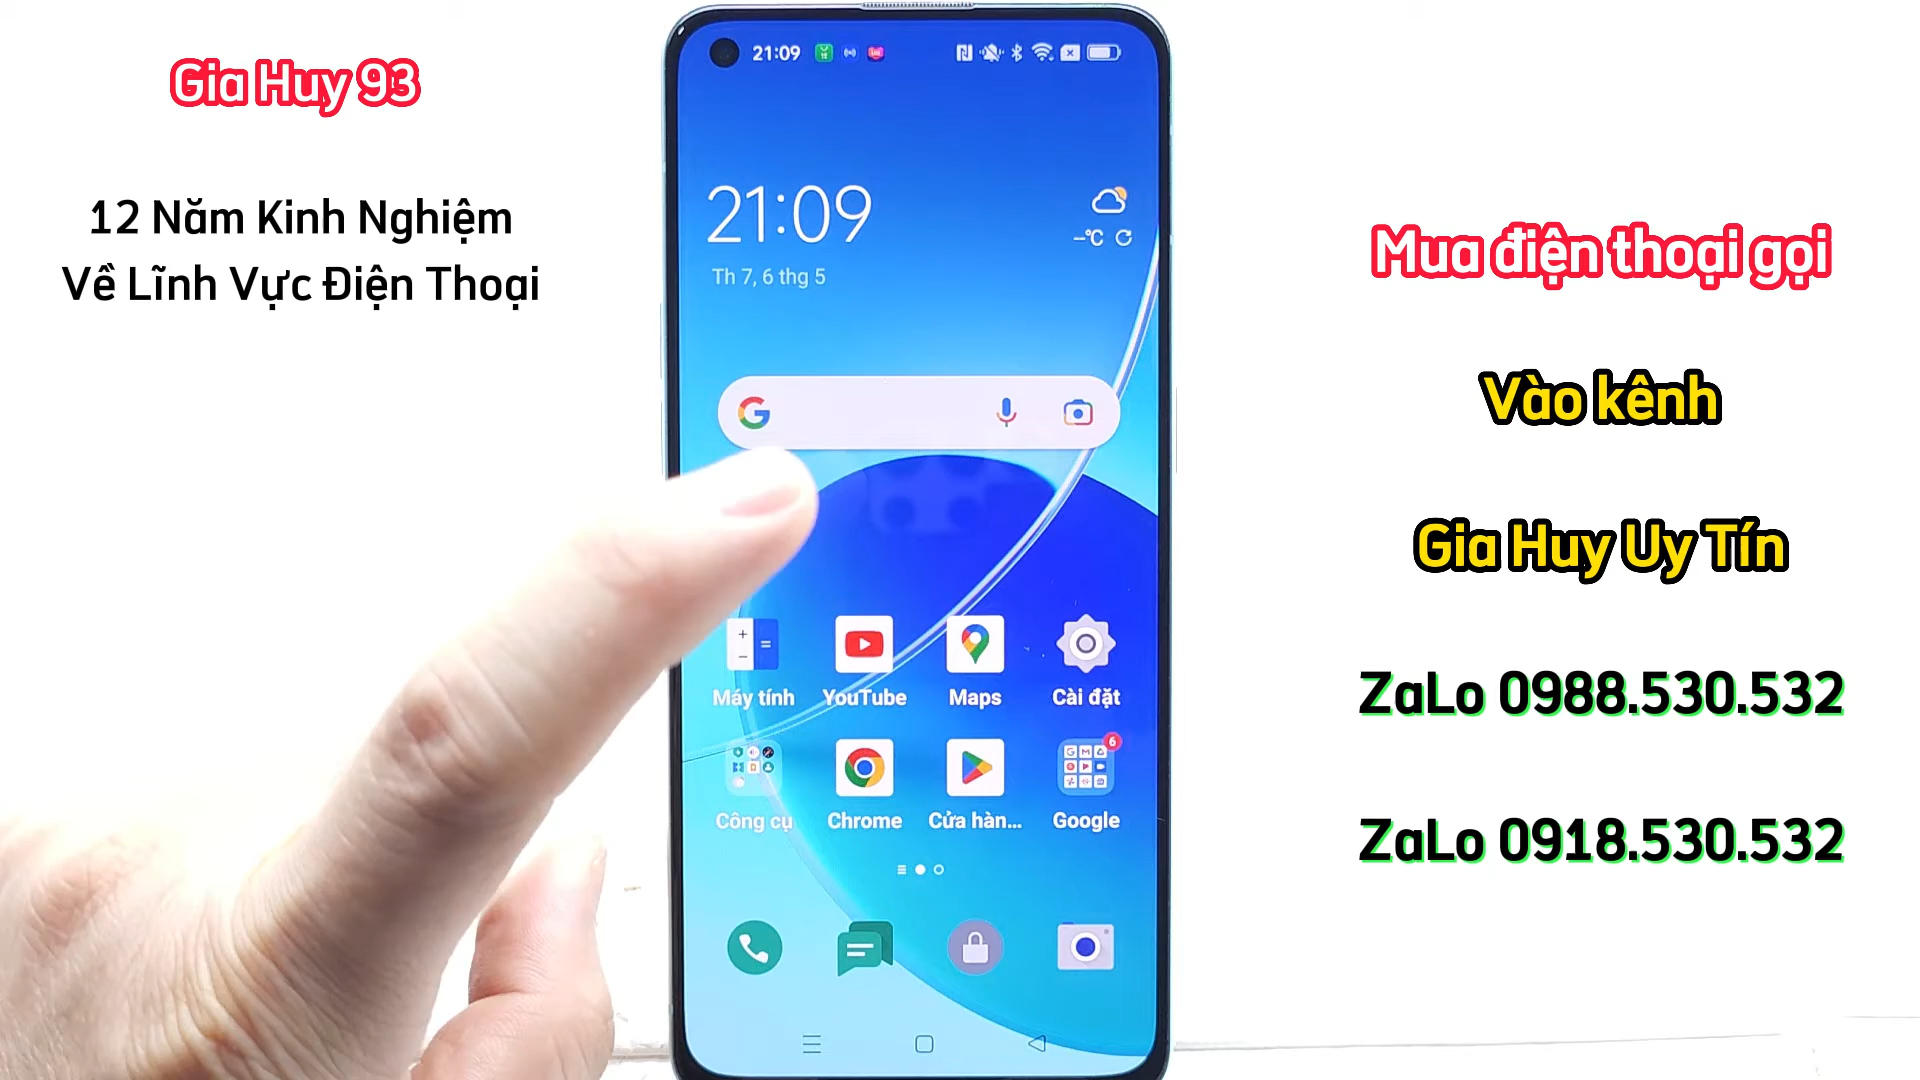 Gia Huy 93
12 Năm Kinh Nghiệm
Về Lĩnh Vực Điện Thoại
21:09
21:09
--°C
Th 7, 6 thg 5
Máy tính YouTube Maps Cài đặt
6
Công cụ Chrome Cửa hàn... Google
Mua điện thoại gọi
Vào kênh
Gia Huy Uy Tín
ZaLo 0988.530.532
ZaLo 0918.530.532